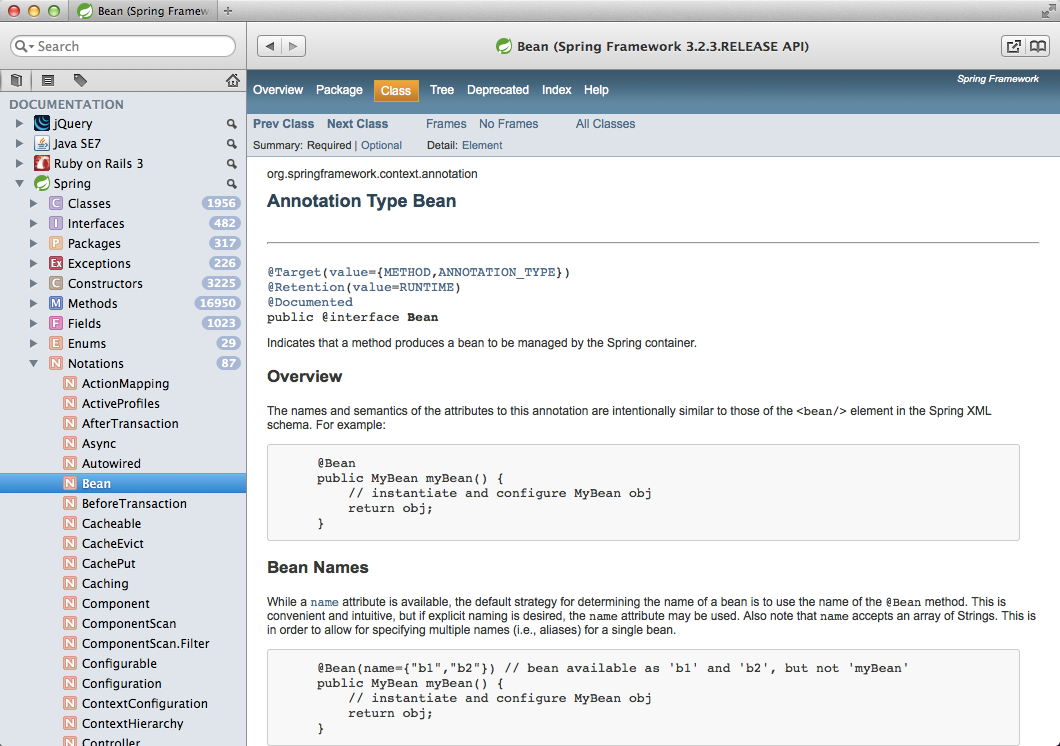 Bean (Spring Framew
Search
Bean (Spring Framework 3.2.3.RELEASE API)
DOCUMENTATION
jQuery
Java SE7
Ruby on Rails 3
Spring
Classes 1956
Interfaces 482
Packages 317
Exceptions 226
Constructors 3225
Methods 16950
Fields 1023
Enums 29
Notations 87
ActionMapping
ActiveProfiles
AfterTransaction
Async
Autowired
Bean
BeforeTransaction
Cacheable
CacheEvict
CachePut
Caching
Component
ComponentScan
ComponentScan.Filter
Configurable
Configuration
ContextConfiguration
ContextHierarchy
Controller
Overview Package Class Tree Deprecated Index Help
Spring Framework
Prev Class Next Class Frames No Frames All Classes
Summary: Required | Optional Detail: Element
org.springframework.context.annotation
Annotation Type Bean
@Target(value={METHOD,ANNOTATION_TYPE})
@Retention(value=RUNTIME)
@Documented
public @interface Bean
Indicates that a method produces a bean to be managed by the Spring container.
Overview
The names and semantics of the attributes to this annotation are intentionally similar to those of the <bean/> element in the Spring XML
schema. For example:
@Bean
public MyBean myBean() {
// instantiate and configure MyBean obj
return obj;
}
Bean Names
While a name attribute is available, the default strategy for determining the name of a bean is to use the name of the @Bean method. This is
convenient and intuitive, but if explicit naming is desired, the name attribute may be used. Also note that name accepts an array of Strings. This is
in order to allow for specifying multiple names (i.e., aliases) for a single bean.
@Bean(name={"b1","b2"}) // bean available as 'b1' and 'b2', but not 'myBean'
public MyBean myBean() {
// instantiate and configure MyBean obj
return obj;
}